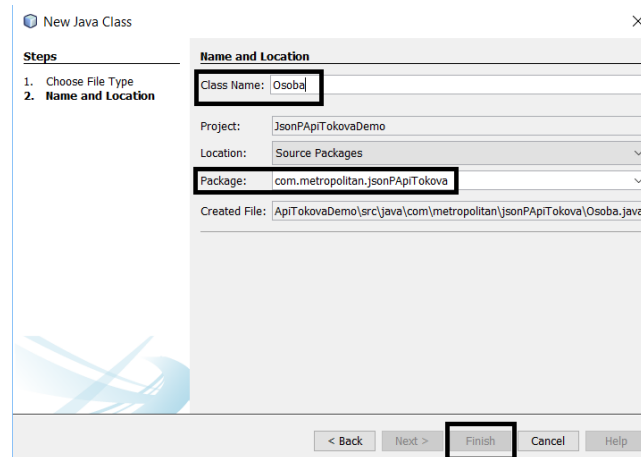 New Java Class
Steps
1. Choose File Type
2. Name and Location
Name and Location
Class Name: Osoba
Project: JsonPApiTokovaDemo
Location: Source Packages
Package: com.metropolitan.jsonPApiTokova
Created File: ApiTokovaDemo\src\java\com\metropolitan\jsonPApiTokova\Osoba.java
< Back Next > Finish Cancel Help